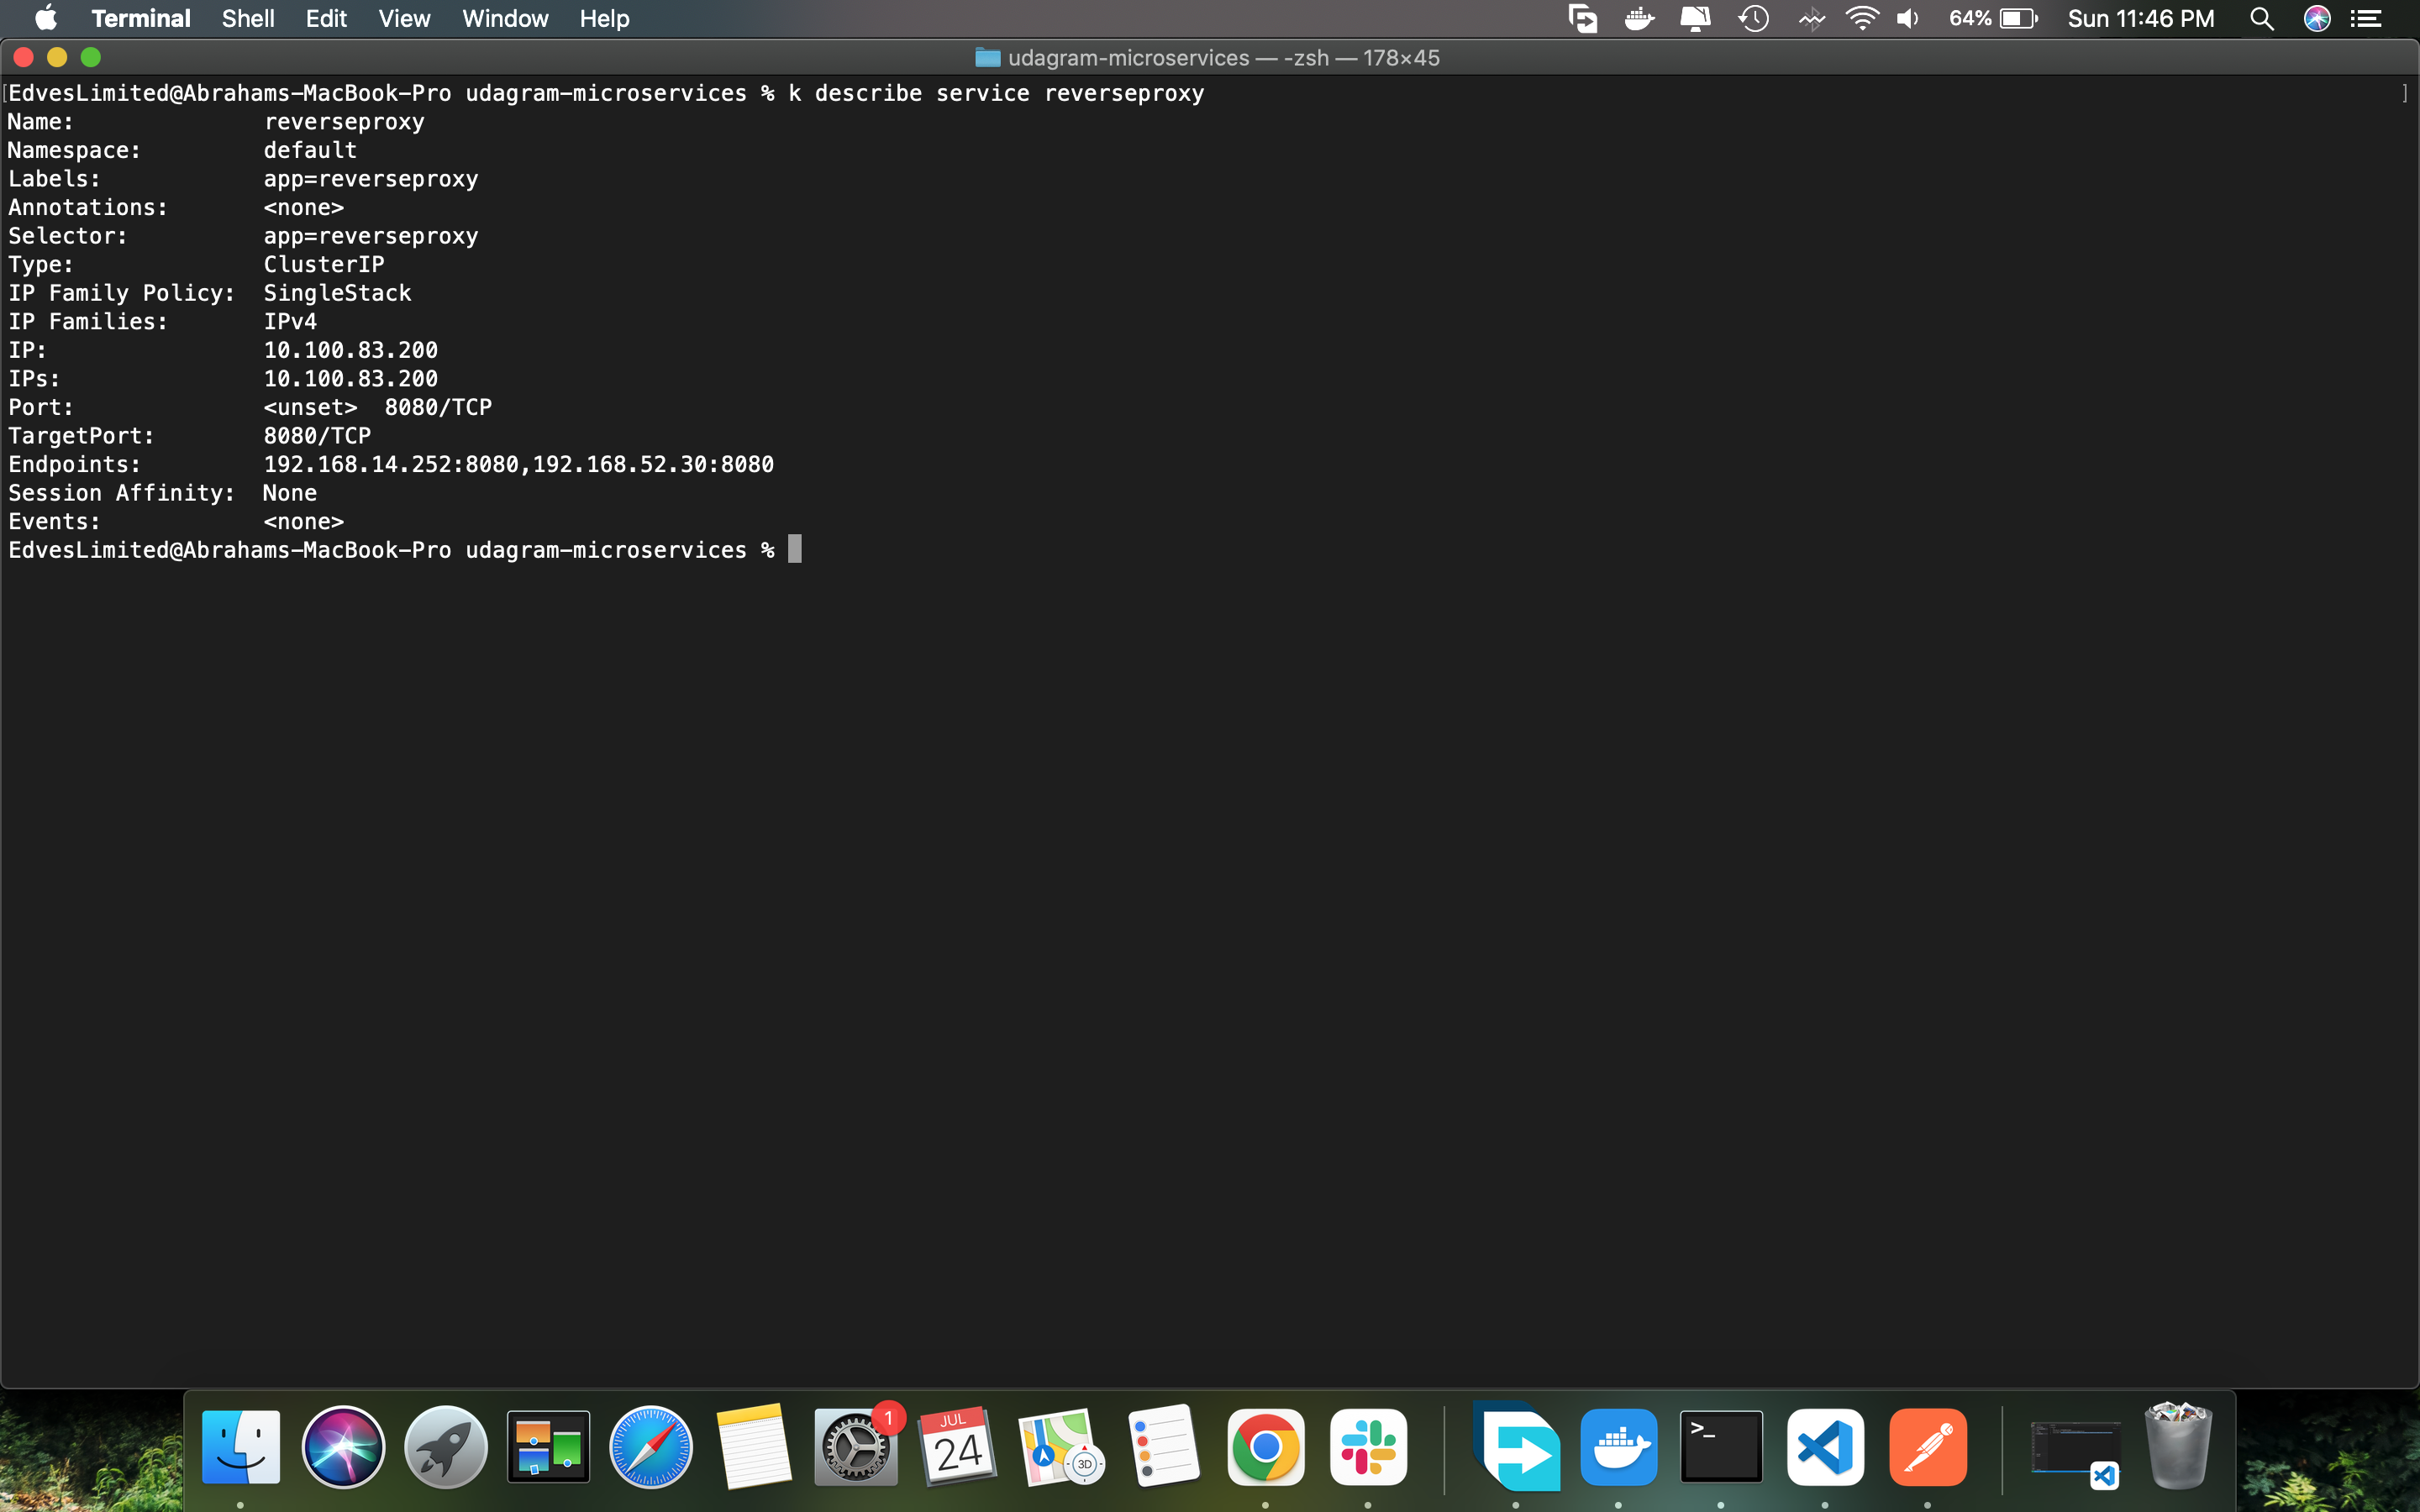 Terminal Shell Edit View Window Help 64% Sun 11:46 PM
udagram-microservices — -zsh — 178×45
[EdvesLimited@Abrahams-MacBook-Pro udagram-microservices % k describe service reverseproxy ]
Name: reverseproxy
Namespace: default
Labels: app=reverseproxy
Annotations: <none>
Selector: app=reverseproxy
Type: ClusterIP
IP Family Policy: SingleStack
IP Families: IPv4
IP: 10.100.83.200
IPs: 10.100.83.200
Port: <unset> 8080/TCP
TargetPort: 8080/TCP
Endpoints: 192.168.14.252:8080,192.168.52.30:8080
Session Affinity: None
Events: <none>
EdvesLimited@Abrahams-MacBook-Pro udagram-microservices %
1
JUL
24
3D
>_